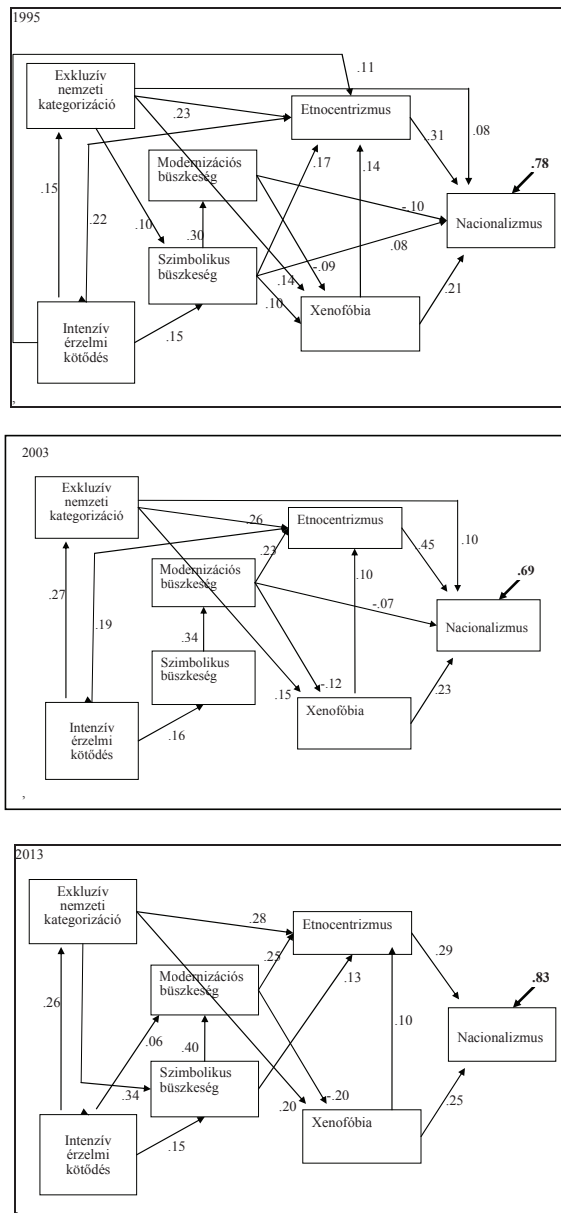 1995
.11
Exkluzív
nemzeti
kategorizáció
Etnocentrizmus
.23
.31
.08
.17
.14
.78
Modernizációs
büszkeség
.15
.22
.10
.30
-.10
Nacionalizmus
Szimbolikus
büszkeség
-.09
.08
.14
.10
Xenofóbia
.21
Intenzív
érzelmi
kötődés
.15
,
2003
Exkluzív
nemzeti
kategorizáció
Etnocentrizmus
.26
.45
.10
.23
.10
.69
Modernizációs
büszkeség
.27
.19
.34
-.07
Nacionalizmus
Szimbolikus
büszkeség
-.12
.15
.23
Xenofóbia
Intenzív
érzelmi
kötődés
.16
,
2013
Exkluzív
nemzeti
kategorizáció
.28
Etnocentrizmus
.25
.29
.13
.83
Modernizációs
büszkeség
.26
.06
.40
.10
Nacionalizmus
Szimbolikus
büszkeség
.34
.20
-.20
.25
Xenofóbia
Intenzív
érzelmi
kötődés
.15